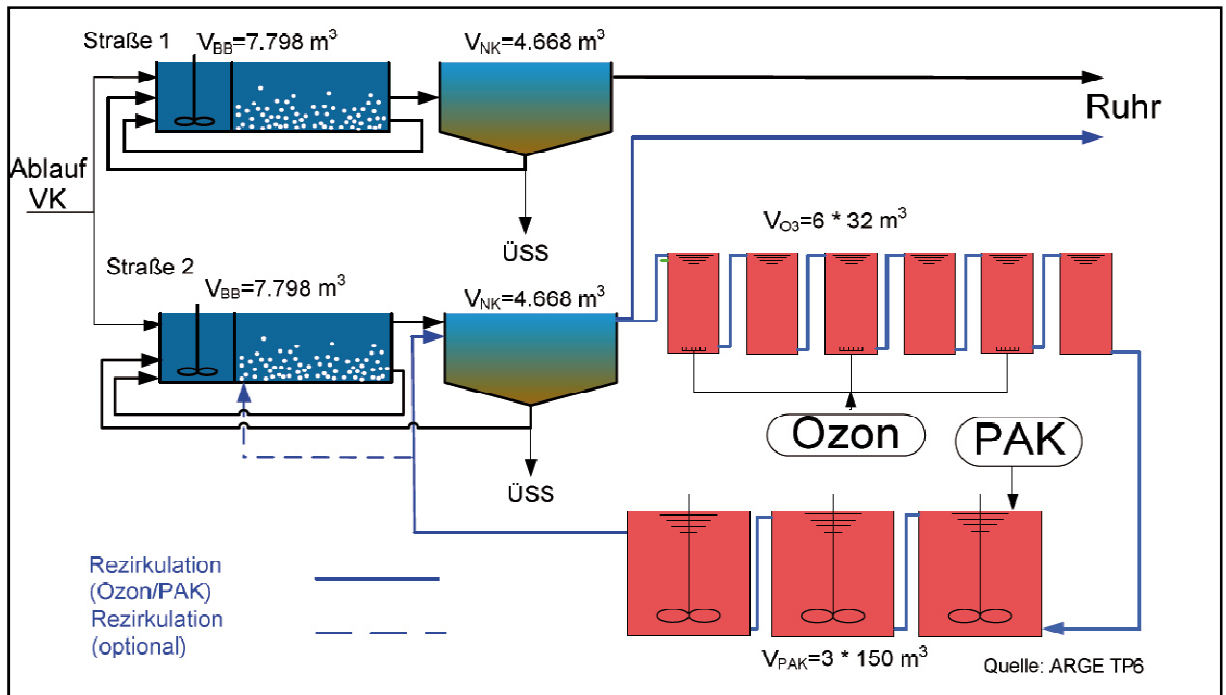 Straße 1
V_BB=7.798 m³
V_NK=4.668 m³
Ruhr
Ablauf
VK
ÜSS
V_O3=6 * 32 m³
Straße 2
V_BB=7.798 m³
V_NK=4.668 m³
Ozon
PAK
ÜSS
Rezirkulation
(Ozon/PAK)
Rezirkulation
(optional)
V_PAK=3 * 150 m³
Quelle: ARGE TP6